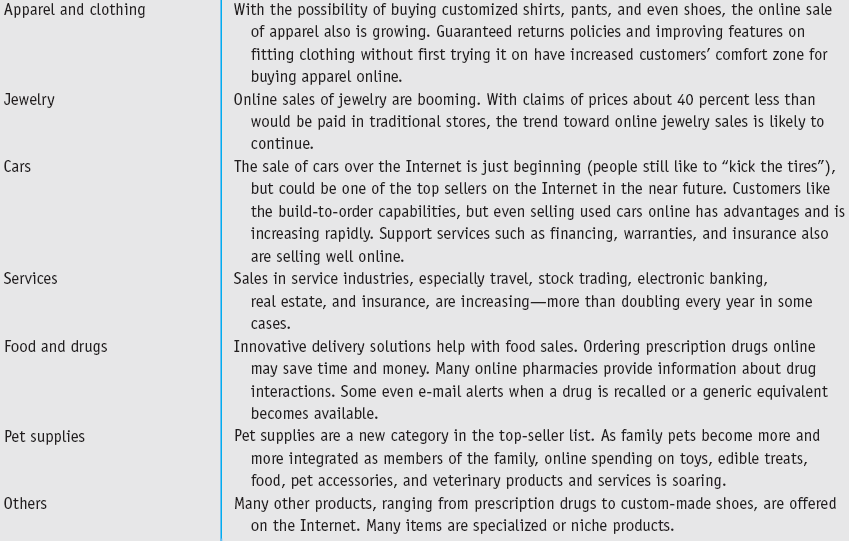 Apparel and clothing
With the possibility of buying customized shirts, pants, and even shoes, the online sale
of apparel also is growing. Guaranteed returns policies and improving features on
fitting clothing without first trying it on have increased customers’ comfort zone for
buying apparel online.
Jewelry
Online sales of jewelry are booming. With claims of prices about 40 percent less than
would be paid in traditional stores, the trend toward online jewelry sales is likely to
continue.
Cars
The sale of cars over the Internet is just beginning (people still like to “kick the tires”),
but could be one of the top sellers on the Internet in the near future. Customers like
the build-to-order capabilities, but even selling used cars online has advantages and is
increasing rapidly. Support services such as financing, warranties, and insurance also
are selling well online.
Services
Sales in service industries, especially travel, stock trading, electronic banking,
real estate, and insurance, are increasing—more than doubling every year in some
cases.
Food and drugs
Innovative delivery solutions help with food sales. Ordering prescription drugs online
may save time and money. Many online pharmacies provide information about drug
interactions. Some even e-mail alerts when a drug is recalled or a generic equivalent
becomes available.
Pet supplies
Pet supplies are a new category in the top-seller list. As family pets become more and
more integrated as members of the family, online spending on toys, edible treats,
food, pet accessories, and veterinary products and services is soaring.
Others
Many other products, ranging from prescription drugs to custom-made shoes, are offered
on the Internet. Many items are specialized or niche products.